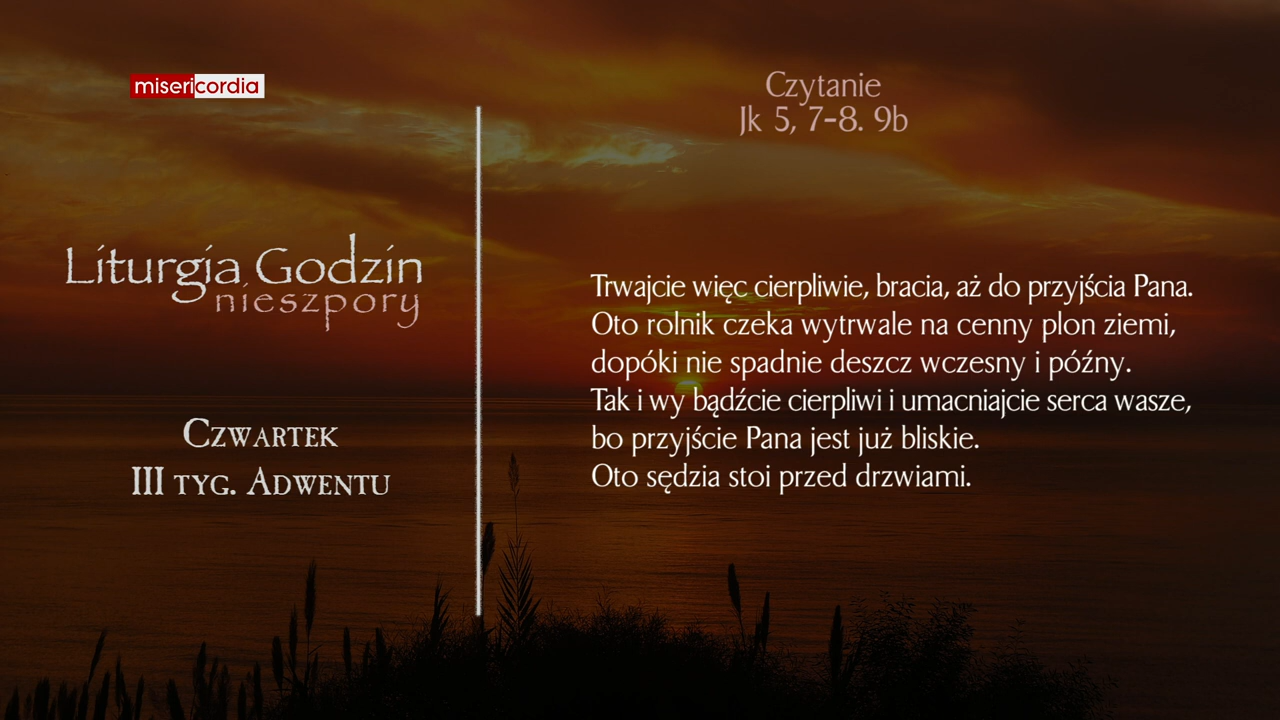 misericordia
Liturgia Godzin
nieszpory
Czwartek
III tyg. Adwentu
Czytanie
Jk 5, 7-8. 9b
Trwajcie więc cierpliwie, bracia, aż do przyjścia Pana.
Oto rolnik czeka wytrwale na cenny plon ziemi,
dopóki nie spadnie deszcz wczesny i późny.
Tak i wy bądźcie cierpliwi i umacniajcie serca wasze,
bo przyjście Pana jest już bliskie.
Oto sędzia stoi przed drzwiami.